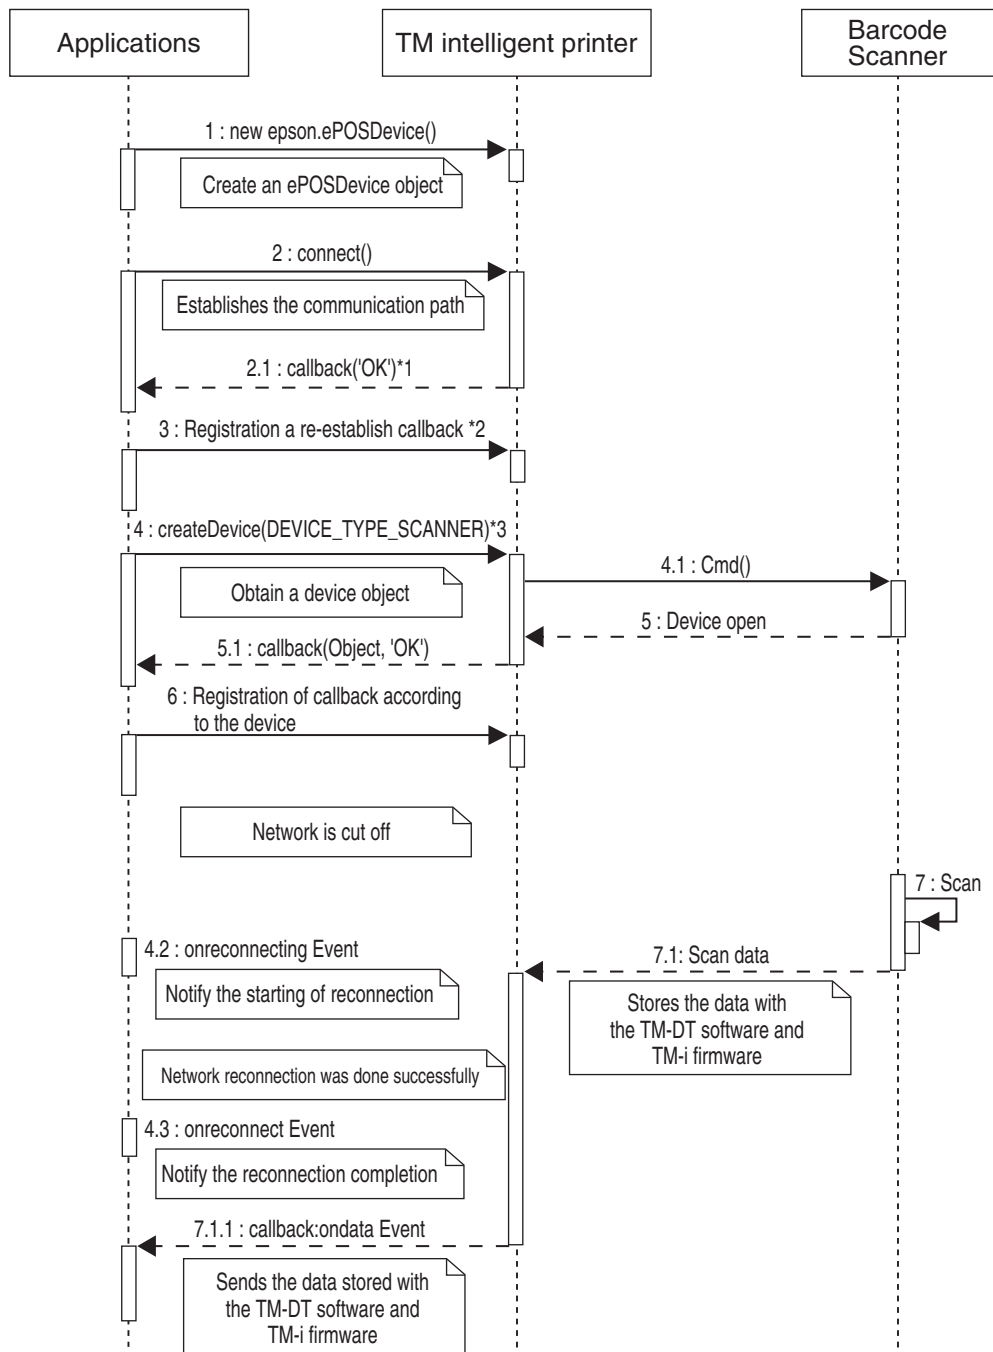 Applications
TM intelligent printer
Barcode
Scanner
1 : new epson.ePOSDevice()
Create an ePOSDevice object
2 : connect()
Establishes the communication path
2.1 : callback('OK')*1
3 : Registration a re-establish callback *2
4 : createDevice(DEVICE_TYPE_SCANNER)*3
4.1 : Cmd()
Obtain a device object
5 : Device open
5.1 : callback(Object, 'OK')
6 : Registration of callback according
to the device
Network is cut off
7 : Scan
4.2 : onreconnecting Event
7.1: Scan data
Notify the starting of reconnection
Stores the data with
the TM-DT software and
TM-i firmware
Network reconnection was done successfully
4.3 : onreconnect Event
Notify the reconnection completion
7.1.1 : callback:ondata Event
Sends the data stored with
the TM-DT software and
TM-i firmware